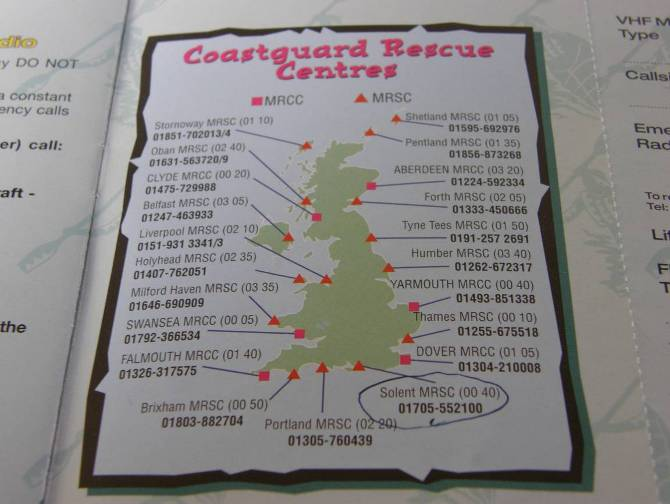 dio
y DO NOT
a constant
ency calls
er) call:
aft -
the
Coastguard Rescue
Centres
MRCC
MRSC
Stornoway MRSC (01 10)
01851-702013/4
Oban MRSC (02 40)
01631-563720/9
CLYDE MRCC (00 20)
01475-729988
Belfast MRSC (03 05)
01247-463933
Liverpool MRSC (02 10)
0151-931 3341/3
Holyhead MRSC (02 35)
01407-762051
Milford Haven MRSC (03 35)
01646-690909
SWANSEA MRCC (00 05)
01792-366534
FALMOUTH MRCC (01 40)
01326-317575
Brixham MRSC (00 50)
01803-882704
Portland MRSC (02 20)
01305-760439
Shetland MRSC (01 05)
01595-692976
Pentland MRSC (01 35)
01856-873268
ABERDEEN MRCC (03 20)
01224-592334
Forth MRSC (02 05)
01333-450666
Tyne Tees MRSC (01 50)
0191-257 2691
Humber MRSC (03 40)
01262-672317
YARMOUTH MRCC (00 40)
01493-851338
Thames MRSC (00 10)
01255-675518
DOVER MRCC (01 05)
01304-210008
Solent MRSC (00 40)
01705-552100
VHF M
Type
Callsi
Eme
Rad
To re
Tel:
Li
F
T